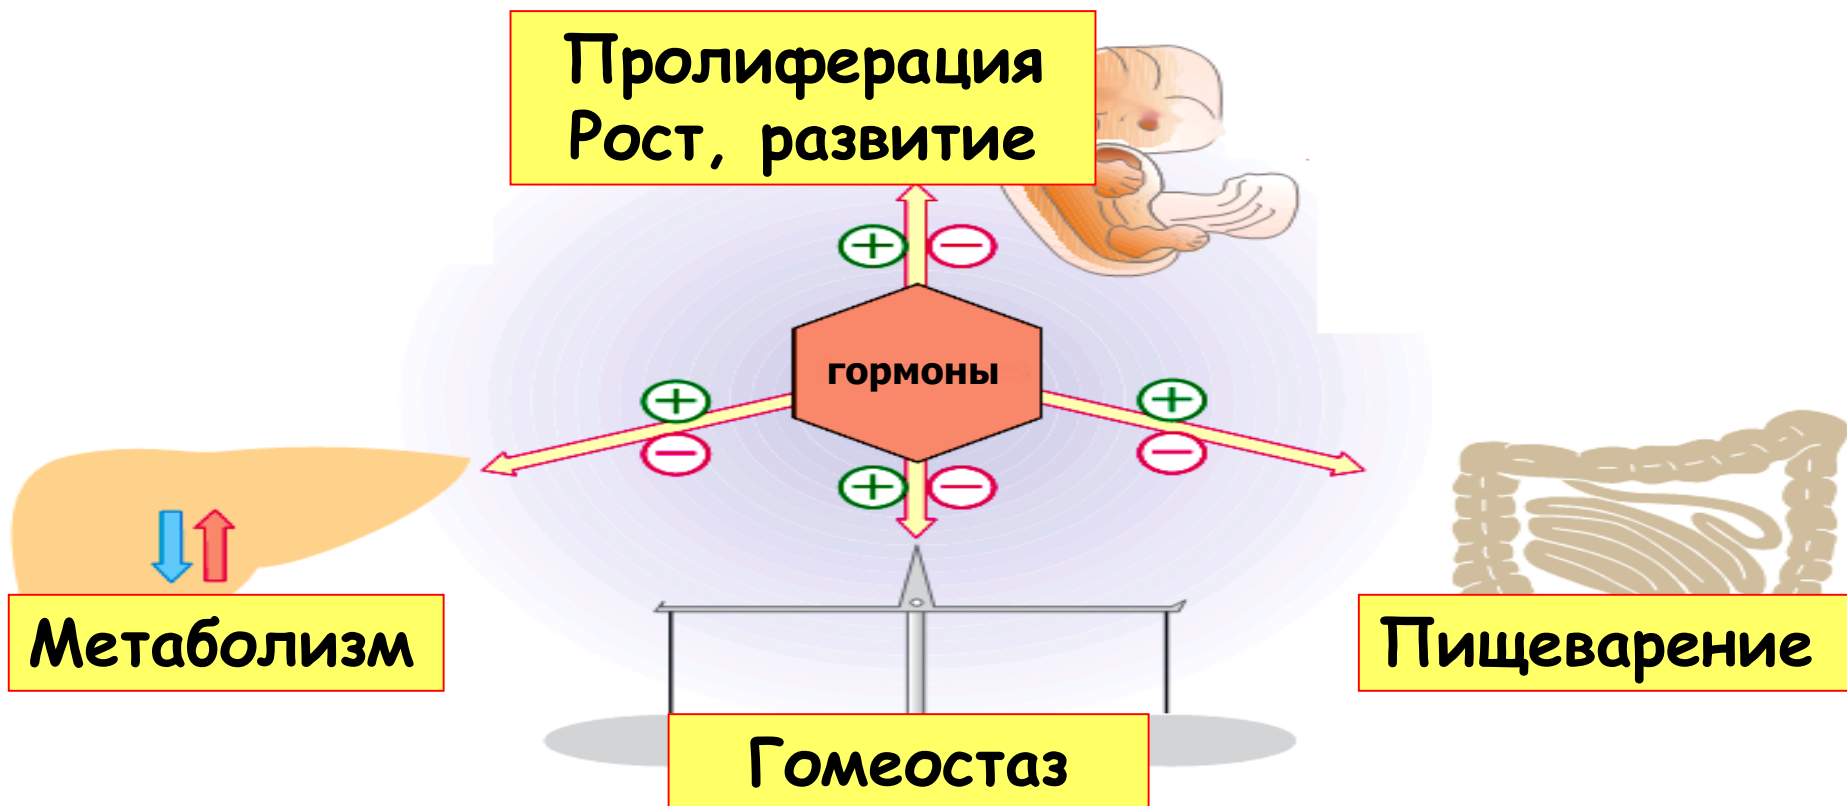 Пролиферация
Рост, развитие
гормоны
Метаболизм
Пищеварение
Гомеостаз